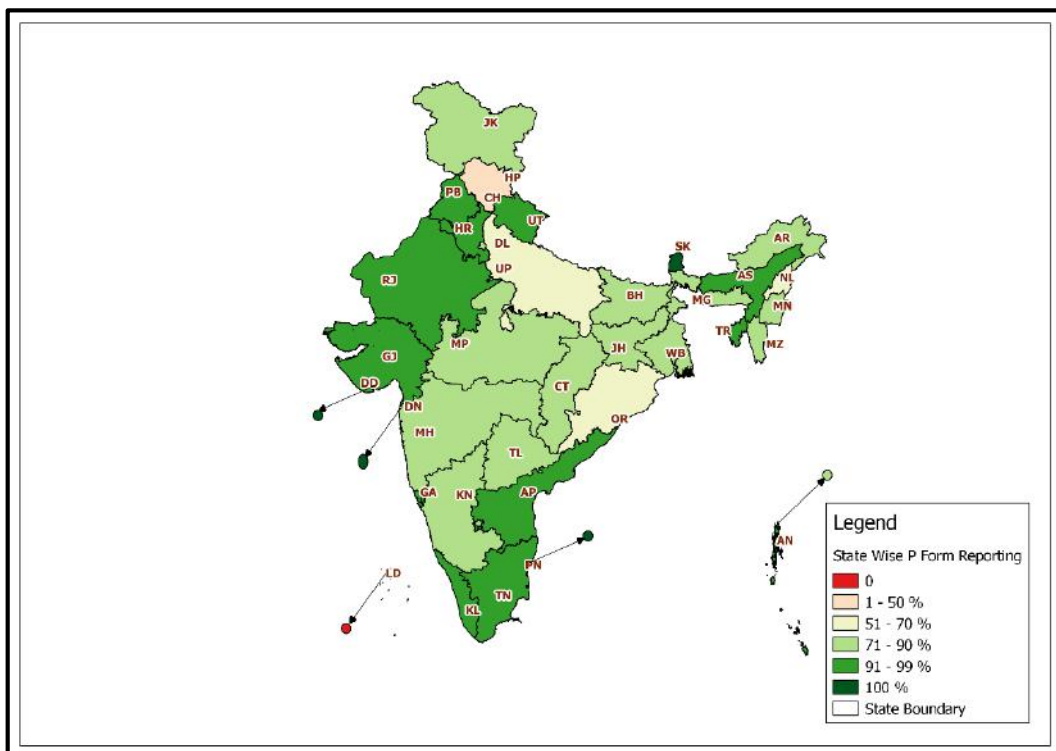 JK
HP
PB
CH
UT
HR
DL
UP
RJ
SK
AR
AS
NL
BH
MG
MN
TR
MZ
MP
JH
WB
GJ
CT
DD
DN
OR
MH
TL
GA
KN
AP
AN
PN
LD
KL
TN
Legend
State Wise P Form Reporting
0
1 - 50 %
51 - 70 %
71 - 90 %
91 - 99 %
100 %
State Boundary